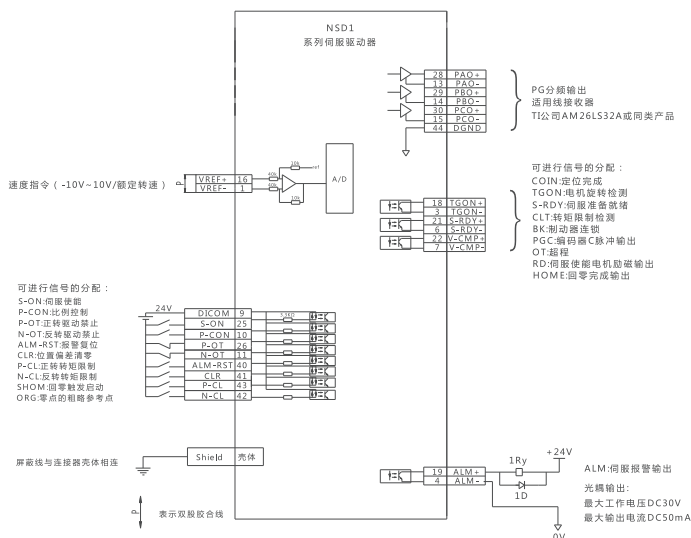 NSD1
系列伺服驱动器
28 PAO+
13 PAO-
29 PBO+
14 PBO-
30 PCO+
15 PCO-
44 DGND
PG分频输出
适用线接收器
TI公司AM26LS32A或同类产品
速度指令(-10V~10V/额定转速)
P
VREF+ 16
VREF- 1
40k
40k
10k
ref
10k
A/D
18 TGON+
3 TGON-
21 S-RDY+
6 S-RDY-
22 V-CMP+
7 V-CMP-
可进行信号的分配:
COIN:定位完成
TGON:电机旋转检测
S-RDY:伺服准备就绪
CLT:转矩限制检测
BK:制动器连锁
PGC:编码器C脉冲输出
OT:超程
RD:伺服使能电机励磁输出
HOME:回零完成输出
可进行信号的分配:
S-ON:伺服使能
P-CON:比例控制
P-OT:正转驱动禁止
N-OT:反转驱动禁止
ALM-RST:报警复位
CLR:位置偏差清零
P-CL:正转转矩限制
N-CL:反转转矩限制
SHOM:回零触发启动
ORG:零点的粗略参考点
24V
DICOM 9
S-ON 25
P-CON 10
P-OT 26
N-OT 11
ALM-RST 40
CLR 41
P-CL 43
N-CL 42
3.3KΩ
屏蔽线与连接器壳体相连
Shield 壳体
P
表示双股胶合线
19 ALM+
4 ALM-
1Ry
1D
+24V
0V
ALM:伺服报警输出
光耦输出:
最大工作电压DC30V
最大输出电流DC50mA